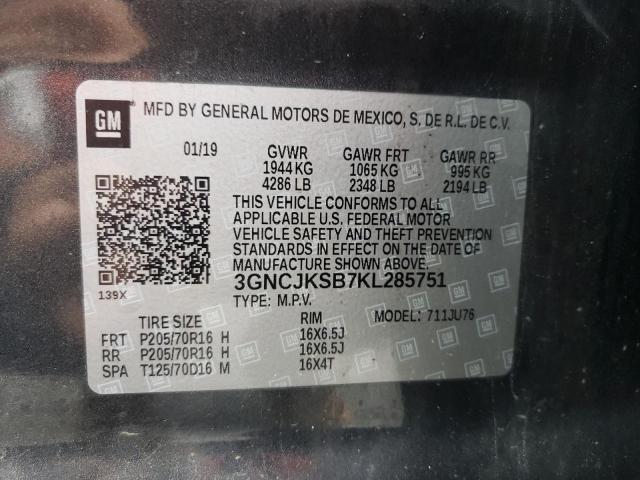 GM
MFD BY GENERAL MOTORS DE MEXICO, S. DE R.L. DE C.V.
01/19 GVWR GAWR FRT GAWR RR
1944 KG 1065 KG 995 KG
4286 LB 2348 LB 2194 LB
THIS VEHICLE CONFORMS TO ALL
APPLICABLE U.S. FEDERAL MOTOR
VEHICLE SAFETY AND THEFT PREVENTION
STANDARDS IN EFFECT ON THE DATE OF
MANUFACTURE SHOWN ABOVE.
139X
3GNCJKSB7KL285751
TYPE: M.P.V. MODEL: 711JU76
TIRE SIZE RIM
FRT P205/70R16 H 16X6.5J
RR P205/70R16 H 16X6.5J
SPA T125/70D16 M 16X4T